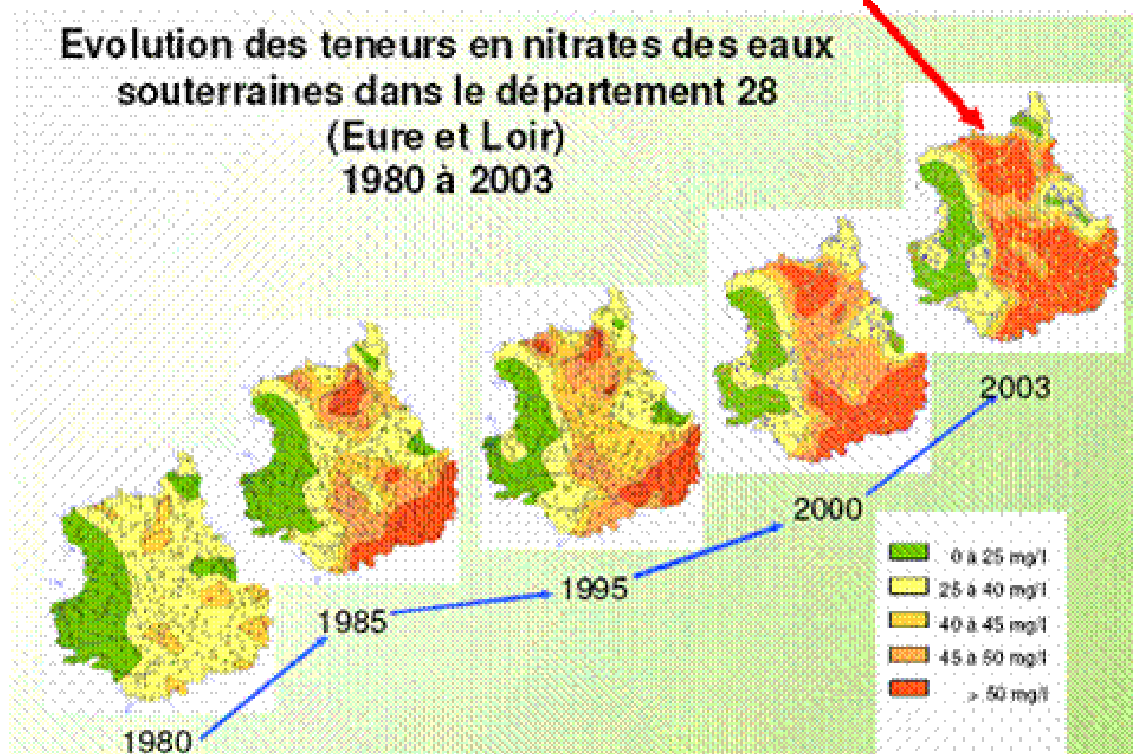 Evolution des teneurs en nitrates des eaux
souterraines dans le département 28
(Eure et Loir)
1980 à 2003
2003
2000
1995
1985
1980
0 à 25 mg/l
25 à 40 mg/l
40 à 45 mg/l
45 à 50 mg/l
> 50 mg/l